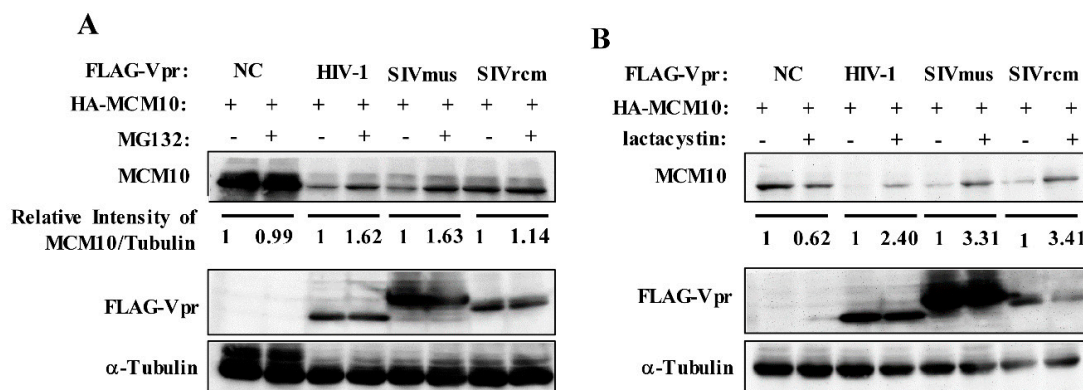 A
FLAG-Vpr: NC HIV-1 SIVmus SIVrcm
HA-MCM10: + + + + + + + +
MG132: - + - + - + - +
MCM10
Relative Intensity of
MCM10/Tubulin 1 0.99 1 1.62 1 1.63 1 1.14
FLAG-Vpr
α-Tubulin
B
FLAG-Vpr: NC HIV-1 SIVmus SIVrcm
HA-MCM10: + + + + + + + +
lactacystin: - + - + - + - +
MCM10
1 0.62 1 2.40 1 3.31 1 3.41
FLAG-Vpr
α-Tubulin